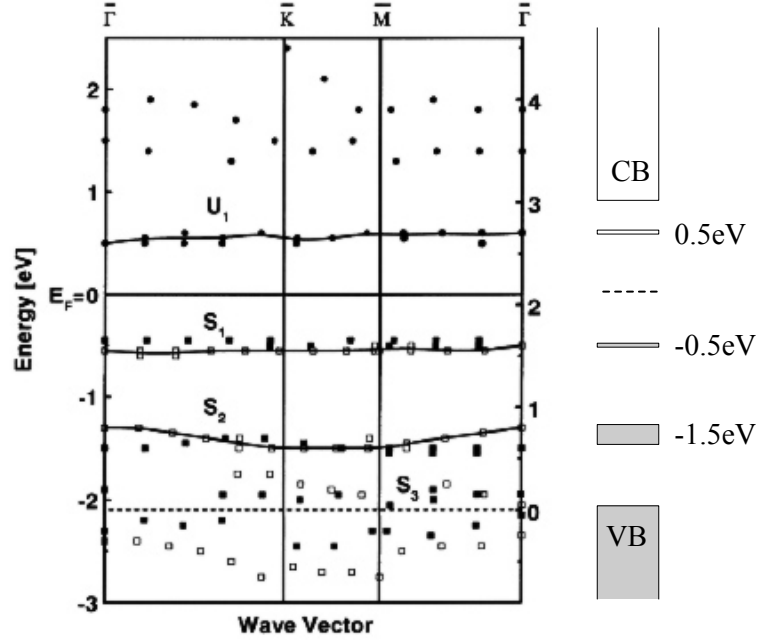 Γ̅ K̅ M̅ Γ̅
2
1
E_F=0
-1
-2
-3
Energy [eV]
U₁
S₁
S₂
S₃
4
3
2
1
0
Wave Vector
CB
0.5eV
-0.5eV
-1.5eV
VB